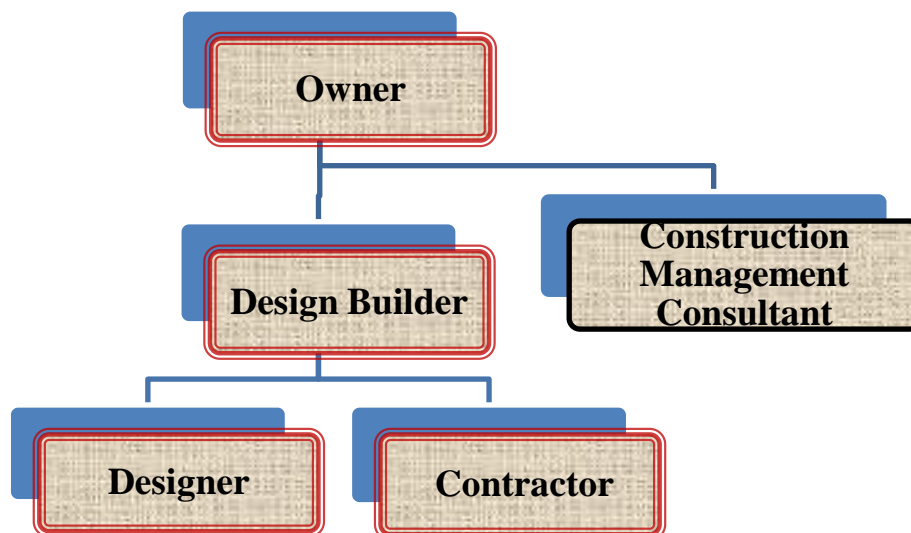 Owner
Construction
Management
Consultant
Design Builder
Designer
Contractor